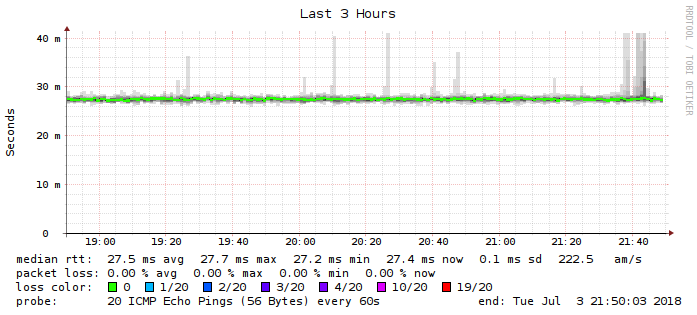 Last 3 Hours
RRDTOOL / TOBI OETIKER
Seconds
40 m
30 m
20 m
10 m
0
19:00 19:20 19:40 20:00 20:20 20:40 21:00 21:20 21:40
median rtt: 27.5 ms avg 27.7 ms max 27.2 ms min 27.4 ms now 0.1 ms sd 222.5 am/s
packet loss: 0.00 % avg 0.00 % max 0.00 % min 0.00 % now
loss color: 0 1/20 2/20 3/20 4/20 10/20 19/20
probe: 20 ICMP Echo Pings (56 Bytes) every 60s end: Tue Jul 3 21:50:03 2018